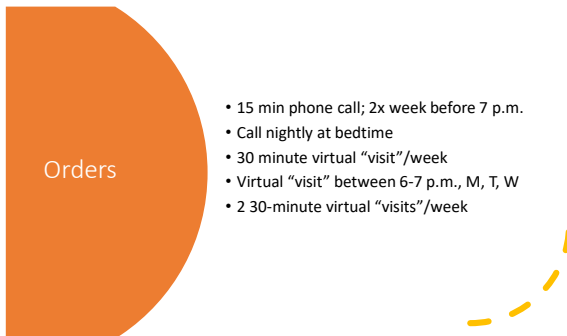 Orders
• 15 min phone call; 2x week before 7 p.m.
• Call nightly at bedtime
• 30 minute virtual “visit”/week
• Virtual “visit” between 6-7 p.m., M, T, W
• 2 30-minute virtual “visits”/week